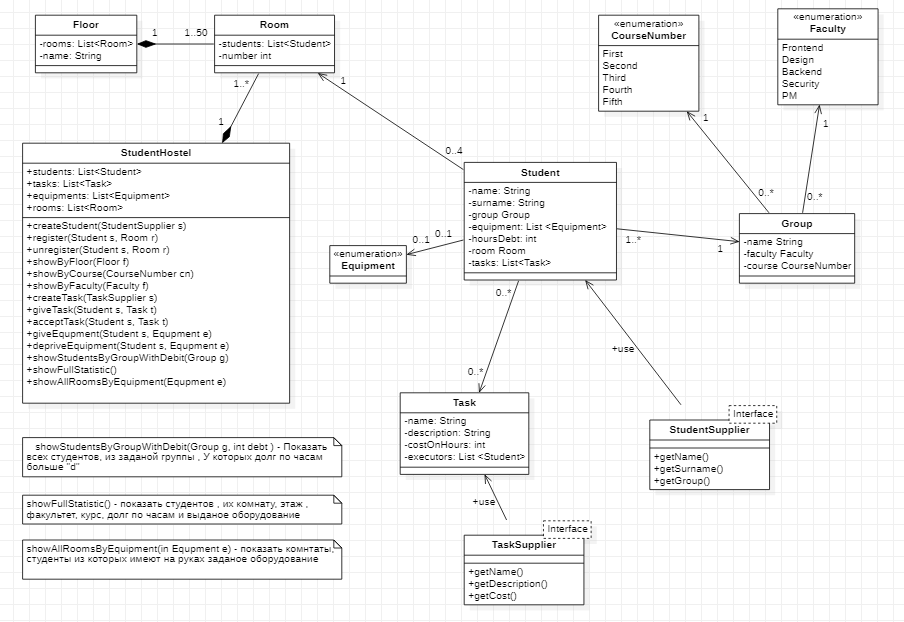 Floor
-rooms: List<Room>
-name: String
1
1..50
Room
-students: List<Student>
-number int
1..*
1
1
0..4
«enumeration»
CourseNumber
First
Second
Third
Fourth
Fifth
«enumeration»
Faculty
Frontend
Design
Backend
Security
PM
1
1
0..*
0..*
StudentHostel
+students: List<Student>
+tasks: List<Task>
+equipments: List<Equipment>
+rooms: List<Room>
+createStudent(StudentSupplier s)
+register(Student s, Room r)
+unregister(Student s, Room r)
+showByFloor(Floor f)
+showByCourse(CourseNumber cn)
+showByFaculty(Faculty f)
+createTask(TaskSupplier s)
+giveTask(Student s, Task t)
+acceptTask(Student s, Task t)
+giveEqupment(Student s, Equpment e)
+depriveEquipment(Student s, Equpment e)
+showStudentsByGroupWithDebit(Group g)
+showFullStatistic()
+showAllRoomsByEquipment(Equpment e)
Student
-name: String
-surname: String
-group Group
-equipment: List <Equipment>
-hoursDebt: int
-room Room
-tasks: List<Task>
0..1
0..1
«enumeration»
Equipment
1..*
1
Group
-name String
-faculty Faculty
-course CourseNumber
0..*
0..*
+use
Task
-name: String
-description: String
-costOnHours: int
-executors: List <Student>
Interface
StudentSupplier
+getName()
+getSurname()
+getGroup()
+use
Interface
TaskSupplier
+getName()
+getDescription()
+getCost()
showStudentsByGroupWithDebit(Group g, int debt ) - Показать
всех студентов, из заданой группы , У которых долг по часам
больше "d"
showFullStatistic() - показать студентов , их комнату, этаж ,
факультет, курс, долг по часам и выданое оборудование
showAllRoomsByEquipment(in Equpment e) - показать комнтаты,
студенты из которых имеют на руках заданое оборудование